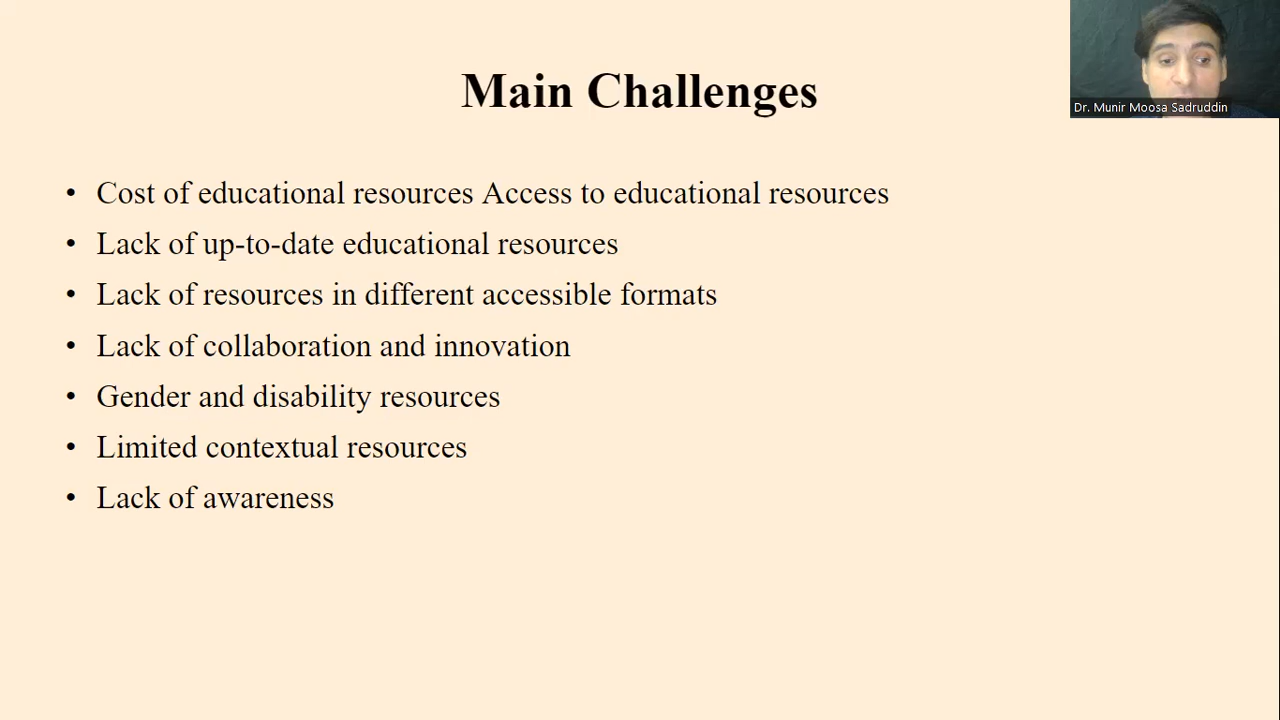 Main Challenges
Dr. Munir Moosa Sadruddin
• Cost of educational resources Access to educational resources
• Lack of up-to-date educational resources
• Lack of resources in different accessible formats
• Lack of collaboration and innovation
• Gender and disability resources
• Limited contextual resources
• Lack of awareness